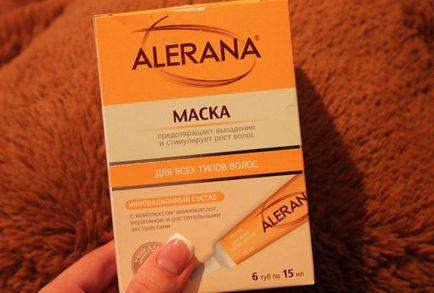 ALERANA®
МАСКА
предотвращает выпадение
и стимулирует рост волос
ДЛЯ ВСЕХ ТИПОВ ВОЛОС
ИННОВАЦИОННЫЙ СОСТАВ
с комплексом аминокислот,
кератином и растительными
экстрактами
ALERANA
6 туб по 15 мл